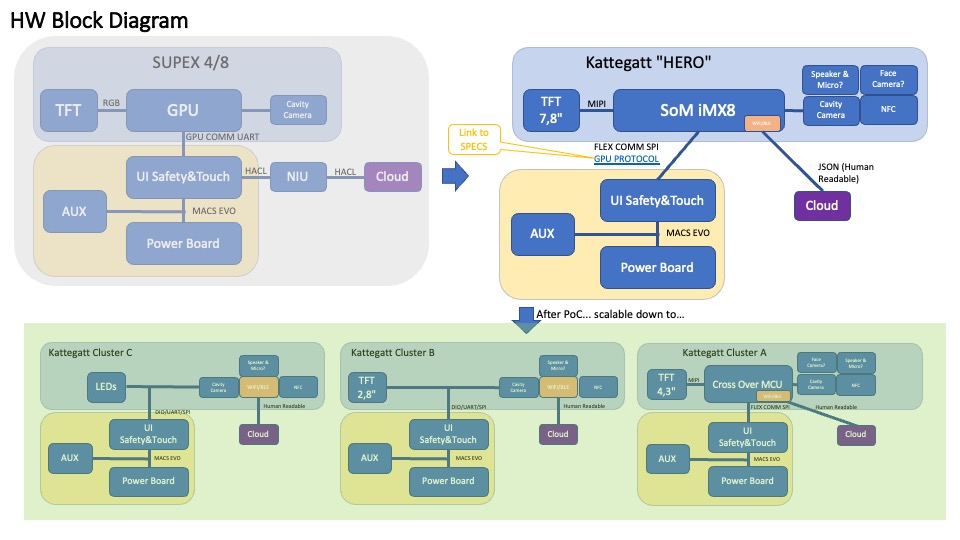 HW Block Diagram
SUPEX 4/8
TFT
RGB
GPU
Cavity
Camera
GPU COMM UART
UI Safety&Touch
HACL
NIU
HACL
Cloud
AUX
MACS EVO
Power Board
Link to
SPECS
Kattegatt "HERO"
TFT
7,8"
MIPI
SoM iMX8
WIFI/BLE
Speaker &
Micro?
Face
Camera?
Cavity
Camera
NFC
FLEX COMM SPI
GPU PROTOCOL
JSON (Human
Readable)
Cloud
UI Safety&Touch
AUX
MACS EVO
Power Board
After PoC... scalable down to...
Kattegatt Cluster C
LEDs
Speaker &
Micro?
Cavity
Camera
WIFI/BLE
NFC
DIO/UART/SPI
Human Readable
Cloud
UI
Safety&Touch
AUX
MACS EVO
Power Board
Kattegatt Cluster B
TFT
2,8"
Speaker &
Micro?
Cavity
Camera
WIFI/BLE
NFC
DIO/UART/SPI
Human Readable
Cloud
UI
Safety&Touch
AUX
MACS EVO
Power Board
Kattegatt Cluster A
TFT
4,3"
MIPI
Cross Over MCU
WIFI/BLE
Face
Camera?
Speaker &
Micro?
Cavity
Camera
NFC
FLEX COMM SPI
Human Readable
Cloud
UI
Safety&Touch
AUX
MACS EVO
Power Board